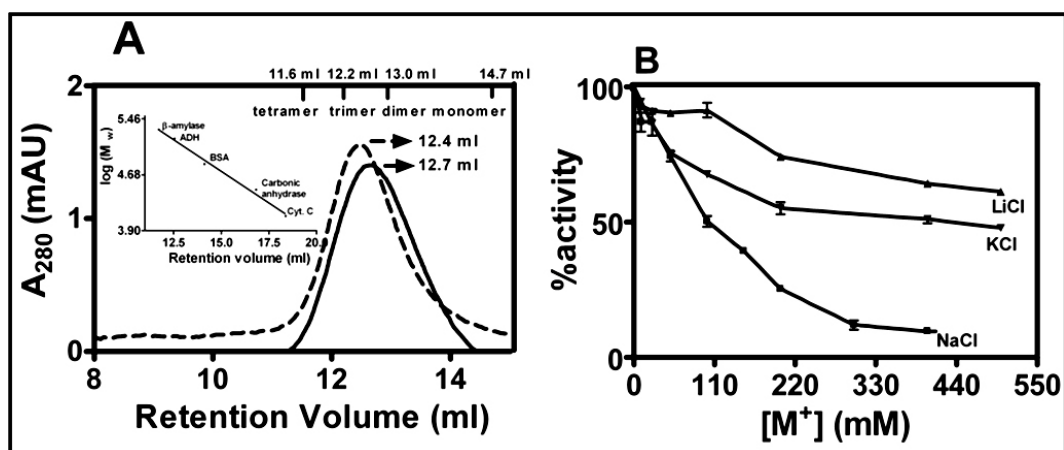 A
11.6 ml 12.2 ml 13.0 ml 14.7 ml
tetramer trimer dimer monomer
12.4 ml
12.7 ml
5.46
4.68
3.90
log (M w)
β-amylase
ADH
BSA
Carbonic
anhydrase
Cyt. C
12.5 15.0 17.5 20.0
Retention volume (ml)
2
1
0
A280 (mAU)
8 10 12 14
Retention Volume (ml)
B
100
50
0
%activity
LiCl
KCl
NaCl
0 110 220 330 440 550
[M+] (mM)